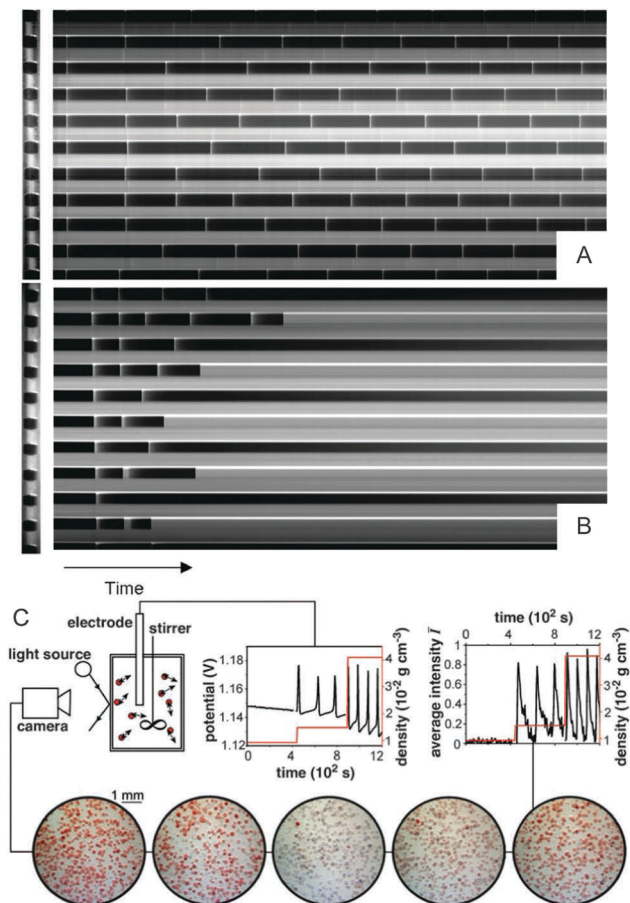 A
B
Time
C
electrode
stirrer
light source
camera
potential (V)
1.18
1.16
1.14
1.12
0
4
8
12
time (10² s)
4
3
2
1
density (10⁻² g cm⁻³)
time (10² s)
0
4
8
12
average intensity Ī
1
0.8
0.6
0.4
0.2
0
4
3
2
1
density (10⁻² g cm⁻³)
1 mm